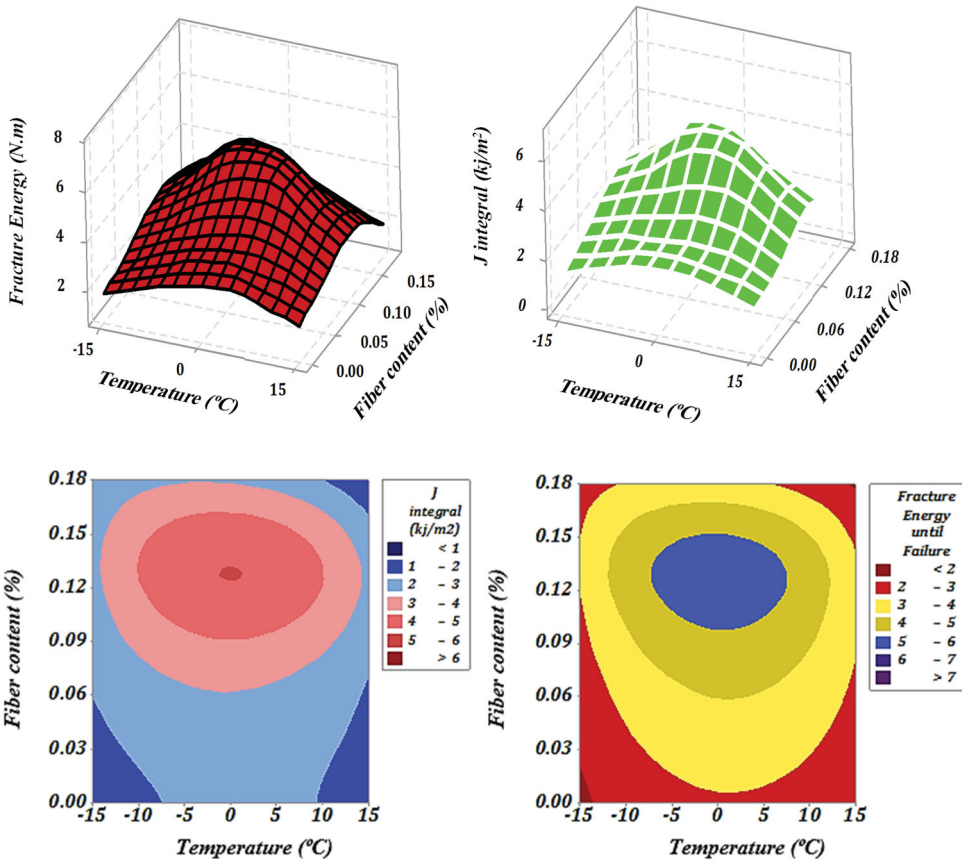 Fracture Energy (N.m)
8
6
4
2
-15
0
15
Temperature (ºC)
0.00
0.05
0.10
0.15
Fiber content (%)
J integral (kj/m²)
6
4
2
0
-15
0
15
Temperature (ºC)
0.00
0.06
0.12
0.18
Fiber content (%)
Fiber content (%)
0.18
0.15
0.12
0.09
0.06
0.03
0.00
-15 -10 -5 0 5 10 15
Temperature (ºC)
J
integral
(kj/m2)
< 1
1 – 2
2 – 3
3 – 4
4 – 5
5 – 6
> 6
Fiber content (%)
0.18
0.15
0.12
0.09
0.06
0.03
0.00
-15 -10 -5 0 5 10 15
Temperature (ºC)
Fracture
Energy
until
Failure
< 2
2 – 3
3 – 4
4 – 5
5 – 6
6 – 7
> 7